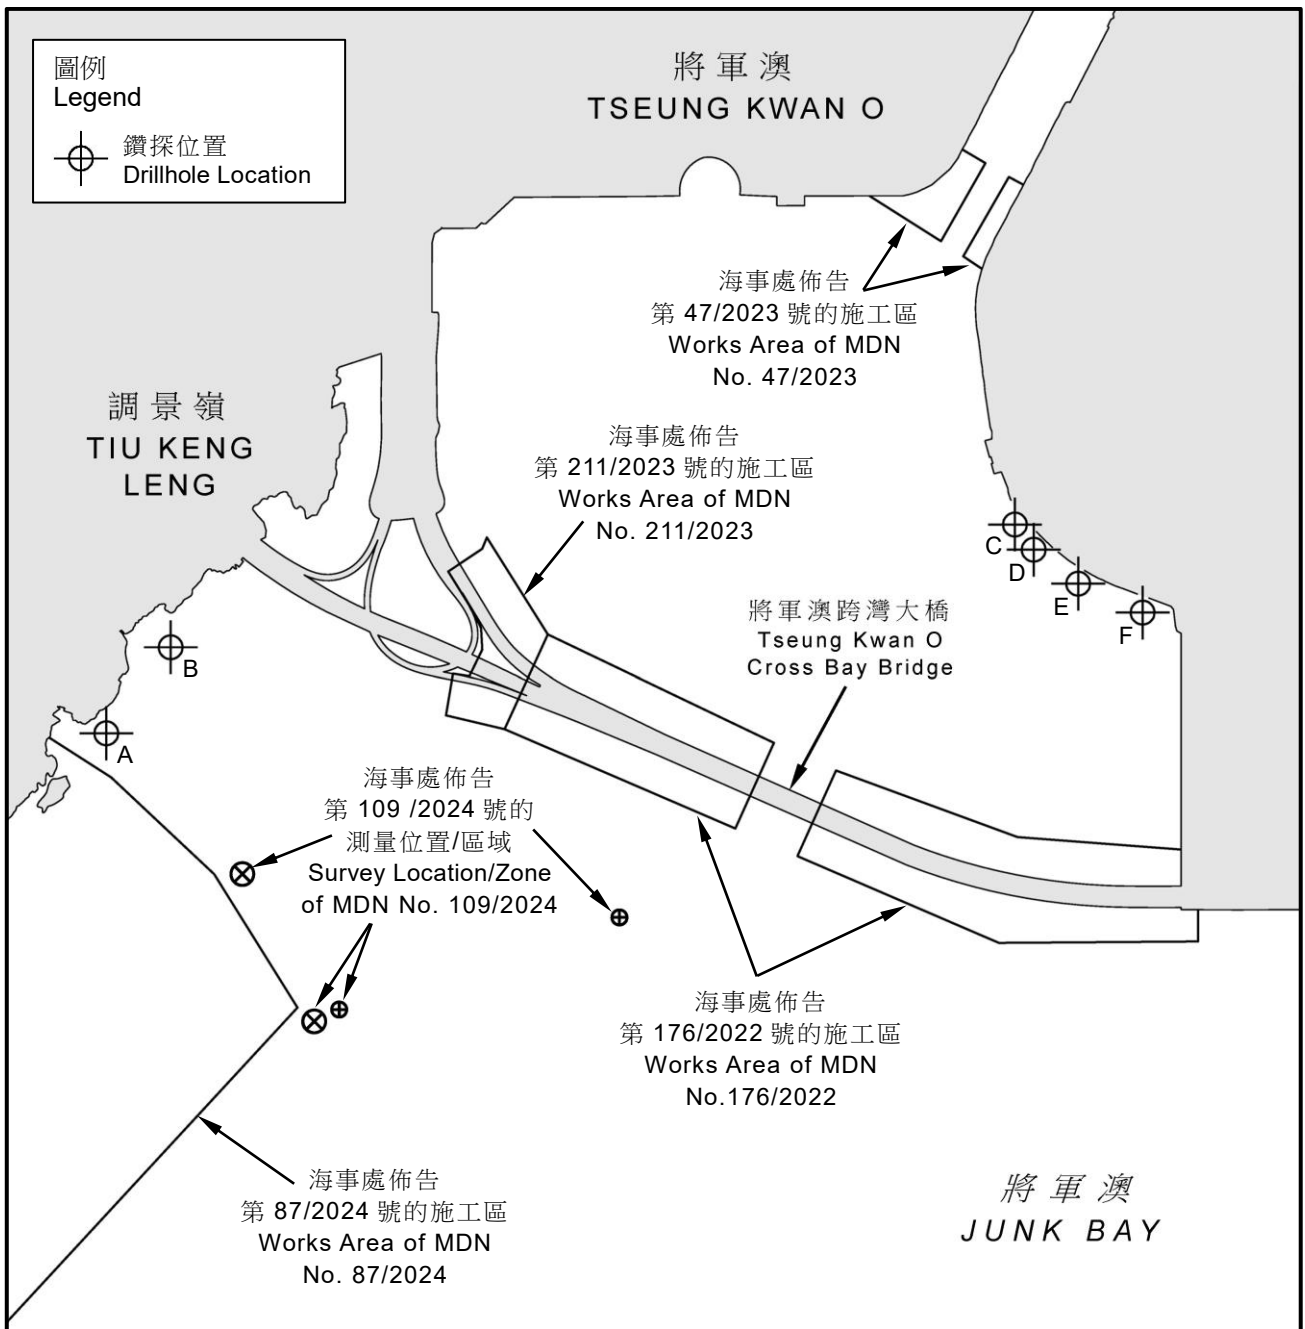 圖例
Legend
鑽探位置
Drillhole Location
將軍澳
TSEUNG KWAN O
海事處佈告
第 47/2023 號的施工區
Works Area of MDN
No. 47/2023
調景嶺
TIU KENG
LENG
海事處佈告
第 211/2023 號的施工區
Works Area of MDN
No. 211/2023
C
D
E
F
將軍澳跨灣大橋
Tseung Kwan O
Cross Bay Bridge
B
A
海事處佈告
第 109 /2024 號的
測量位置/區域
Survey Location/Zone
of MDN No. 109/2024
海事處佈告
第 176/2022 號的施工區
Works Area of MDN
No.176/2022
海事處佈告
第 87/2024 號的施工區
Works Area of MDN
No. 87/2024
將軍澳
JUNK BAY